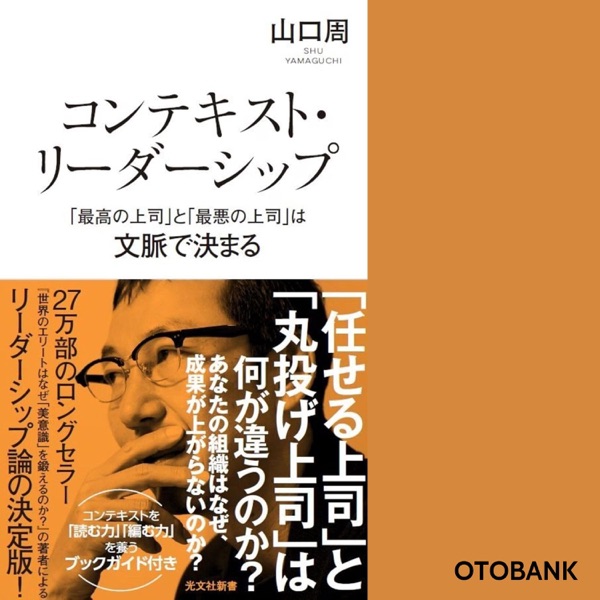 山口周
SHU
YAMAGUCHI
コンテキスト・
リーダーシップ
「最高の上司」と「最悪の上司」は
文脈で決まる
「任せる上司」と
「丸投げ上司」は
何が違うのか?
あなたの組織はなぜ、
成果が上がらないのか?
27万部のロングセラー
『世界のエリートはなぜ「美意識」を鍛えるのか?』の著者による
リーダーシップ論の決定版!
コンテキストを
「読む力」「編む力」
を養う
ブックガイド付き
光文社新書
OTOBANK